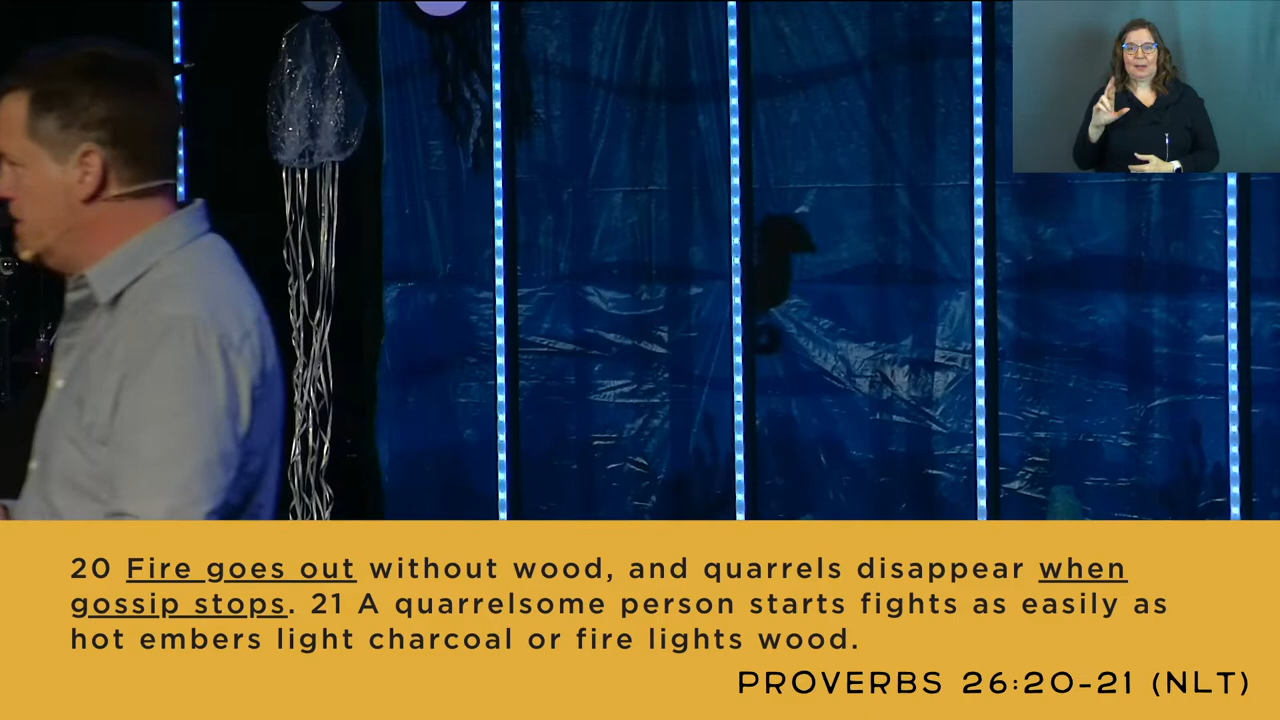 20 Fire goes out without wood, and quarrels disappear when
gossip stops. 21 A quarrelsome person starts fights as easily as
hot embers light charcoal or fire lights wood.
PROVERBS 26:20-21 (NLT)